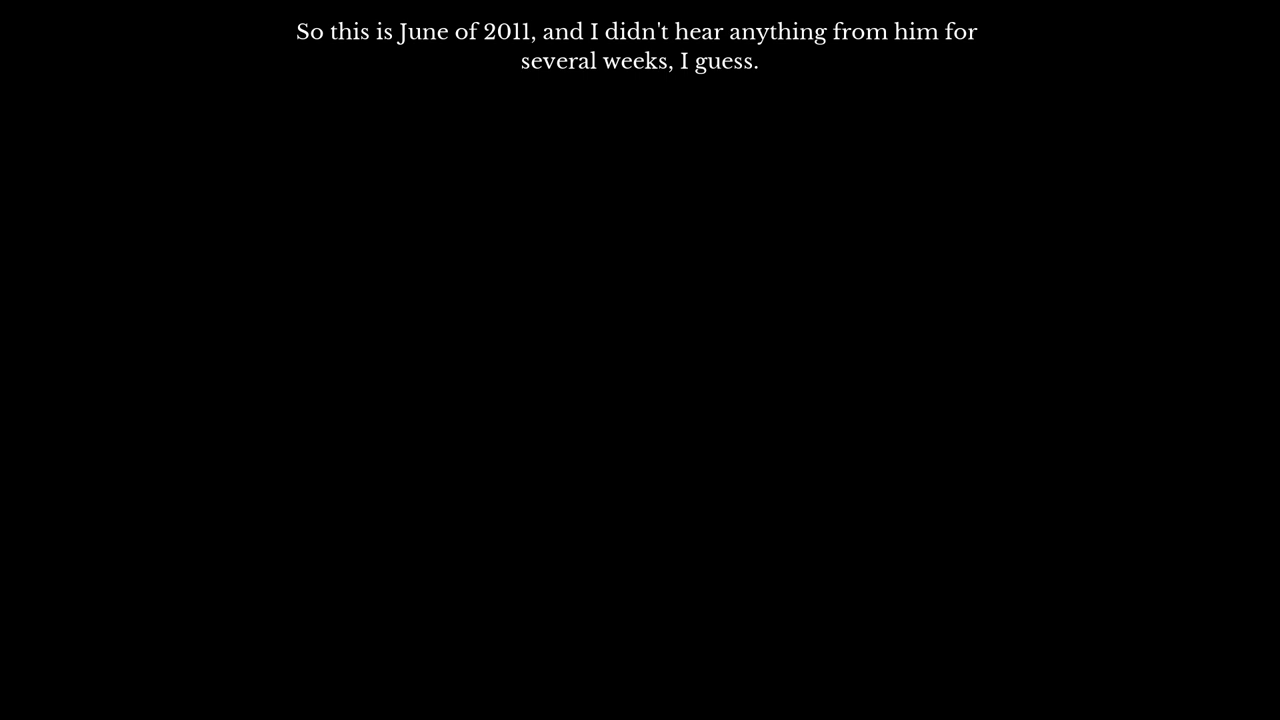 So this is June of 2011, and I didn't hear anything from him for
several weeks, I guess.